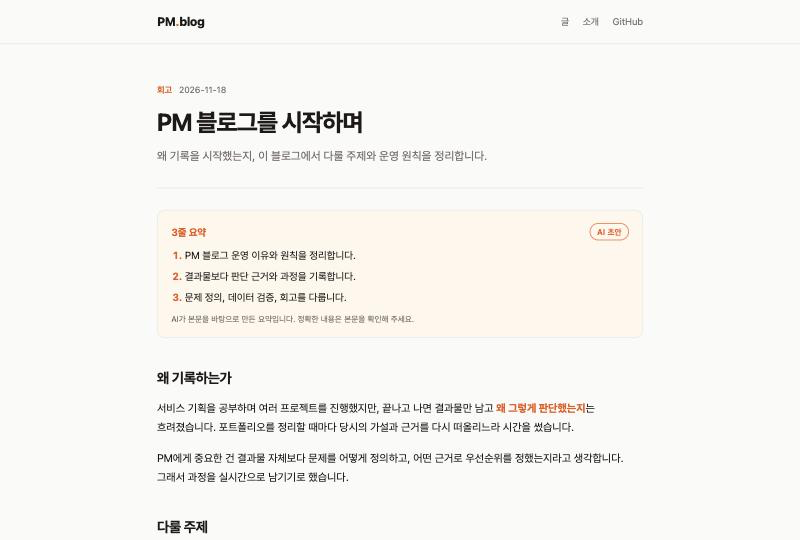 PM.blog
글 소개 GitHub
회고 2026-11-18
PM 블로그를 시작하며
왜 기록을 시작했는지, 이 블로그에서 다룰 주제와 운영 원칙을 정리합니다.
3줄 요약
AI 초안
1. PM 블로그 운영 이유와 원칙을 정리합니다.
2. 결과물보다 판단 근거와 과정을 기록합니다.
3. 문제 정의, 데이터 검증, 회고를 다룹니다.
AI가 본문을 바탕으로 만든 요약입니다. 정확한 내용은 본문을 확인해 주세요.
왜 기록하는가
서비스 기획을 공부하며 여러 프로젝트를 진행했지만, 끝나고 나면 결과물만 남고 왜 그렇게 판단했는지는
흐려졌습니다. 포트폴리오를 정리할 때마다 당시의 가설과 근거를 다시 떠올리느라 시간을 썼습니다.
PM에게 중요한 건 결과물 자체보다 문제를 어떻게 정의하고, 어떤 근거로 우선순위를 정했는지라고 생각합니다.
그래서 과정을 실시간으로 남기기로 했습니다.
다룰 주제